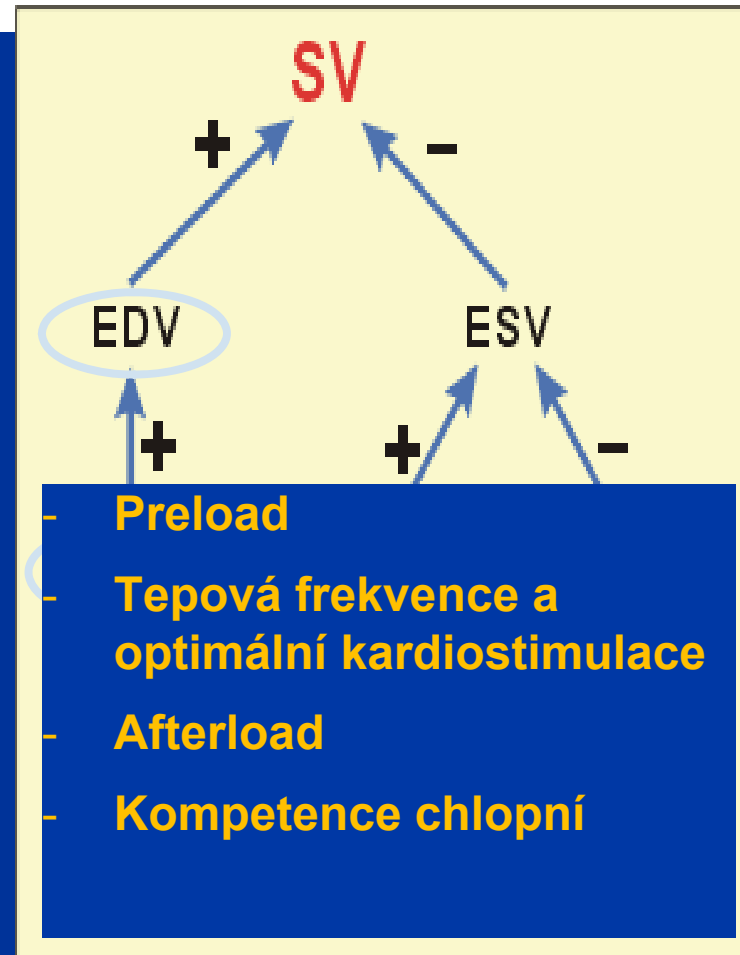 SV
+ -
EDV ESV
+ + -
- Preload
- Tepová frekvence a
optimální kardiostimulace
- Afterload
- Kompetence chlopní